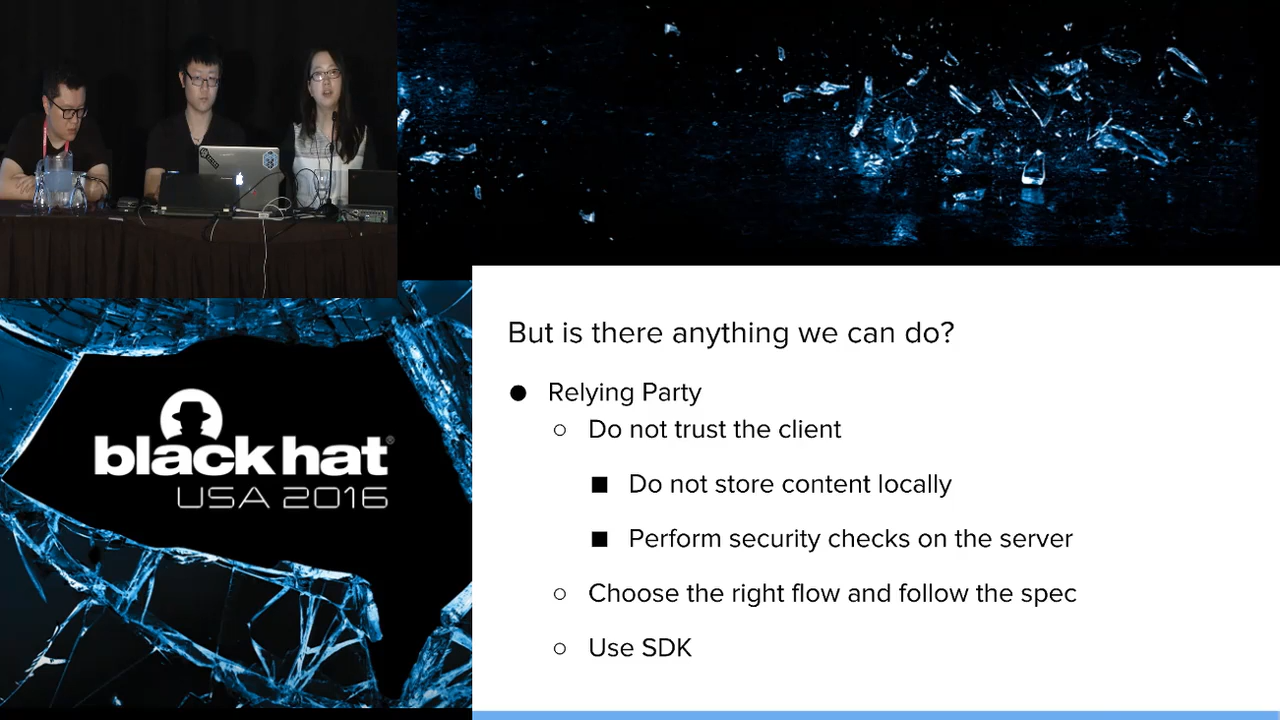 black hat®
USA 2016
But is there anything we can do?
● Relying Party
○ Do not trust the client
■ Do not store content locally
■ Perform security checks on the server
○ Choose the right flow and follow the spec
○ Use SDK